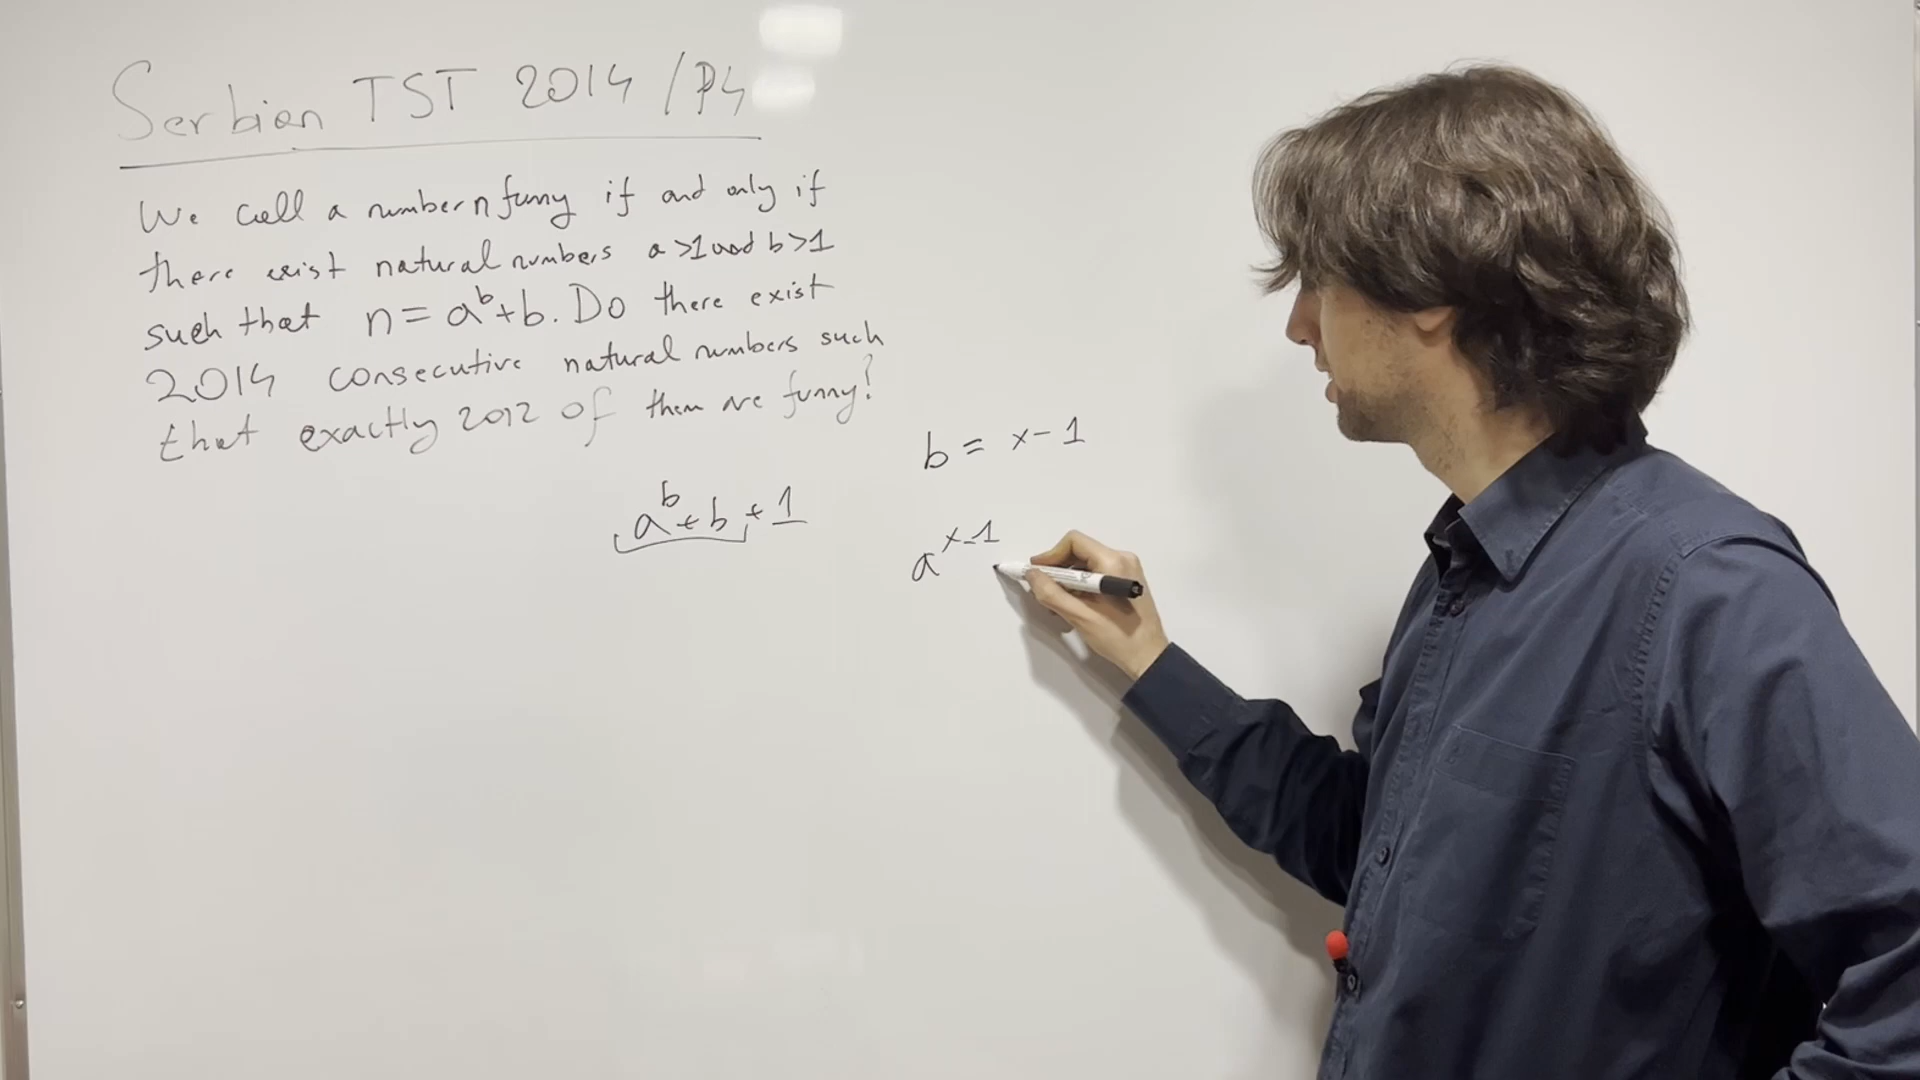 Serbian TST 2014 / P4
We call a number n funny if and only if
there exist natural numbers a >1 and b >1
such that n = a^b + b. Do there exist
2014 consecutive natural numbers such
that exactly 2012 of them are funny?
a^b + b + 1
b = x - 1
a^x-1